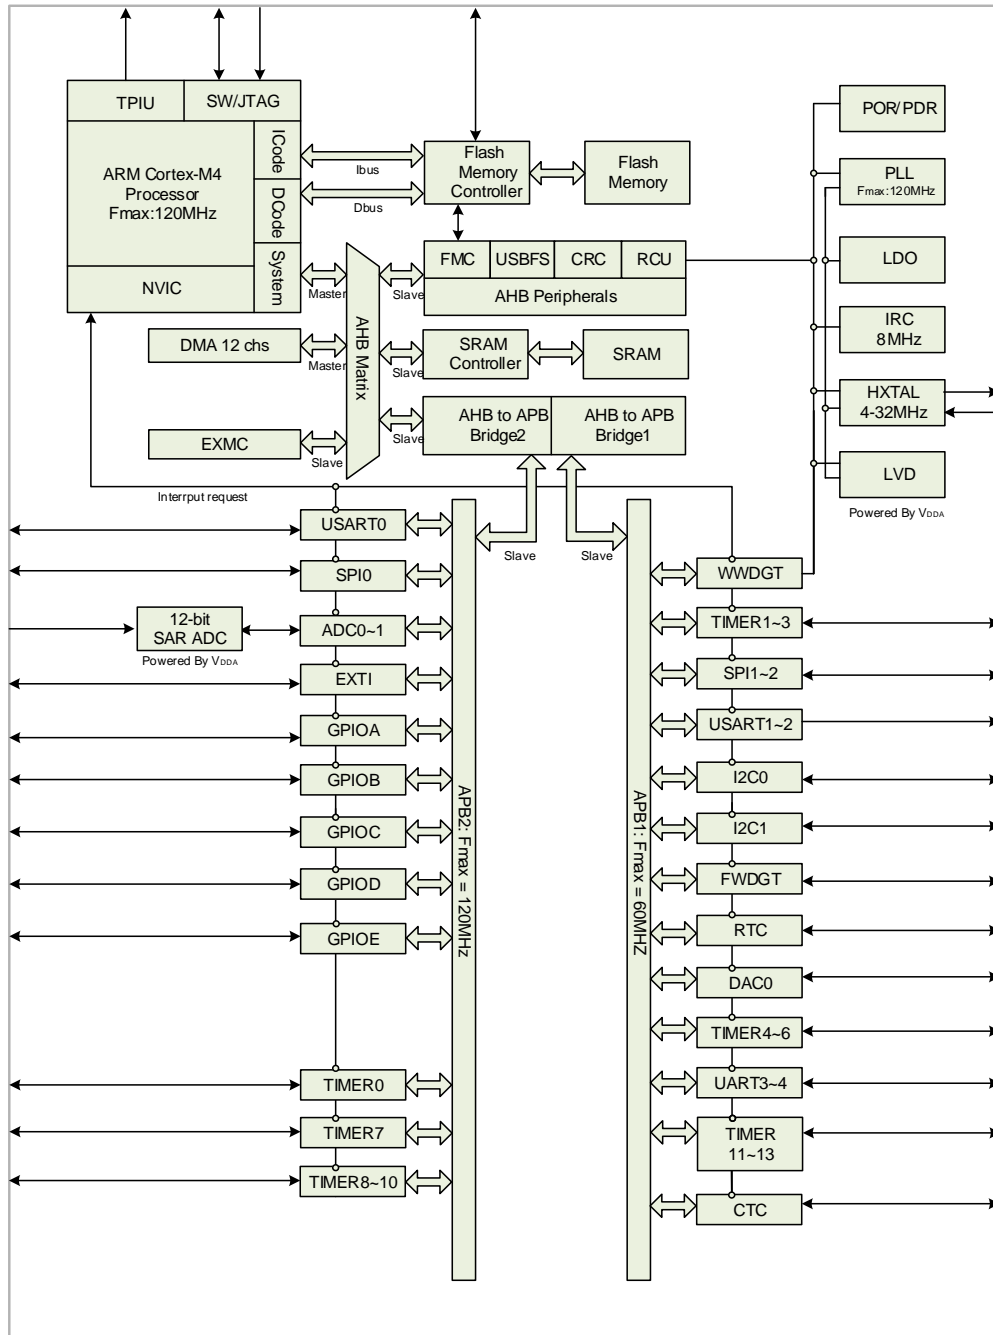 TPIU
SW/JTAG
ARM Cortex-M4
Processor
Fmax:120MHz
ICode
DCode
System
NVIC
Ibus
Dbus
Flash
Memory
Controller
Flash
Memory
FMC
USBFS
CRC
RCU
AHB Peripherals
Master
Slave
AHB Matrix
DMA 12 chs
Master
Slave
SRAM
Controller
SRAM
EXMC
Slave
Slave
AHB to APB
Bridge2
AHB to APB
Bridge1
POR/PDR
PLL
Fmax:120MHz
LDO
IRC
8MHz
HXTAL
4-32MHz
LVD
Powered By VDDA
Interrput request
Slave
Slave
USART0
SPI0
12-bit
SAR ADC
Powered By VDDA
ADC0~1
EXTI
GPIOA
GPIOB
GPIOC
GPIOD
GPIOE
TIMER0
TIMER7
TIMER8~10
APB2: Fmax = 120MHz
APB1: Fmax = 60MHZ
WWDGT
TIMER1~3
SPI1~2
USART1~2
I2C0
I2C1
FWDGT
RTC
DAC0
TIMER4~6
UART3~4
TIMER
11~13
CTC